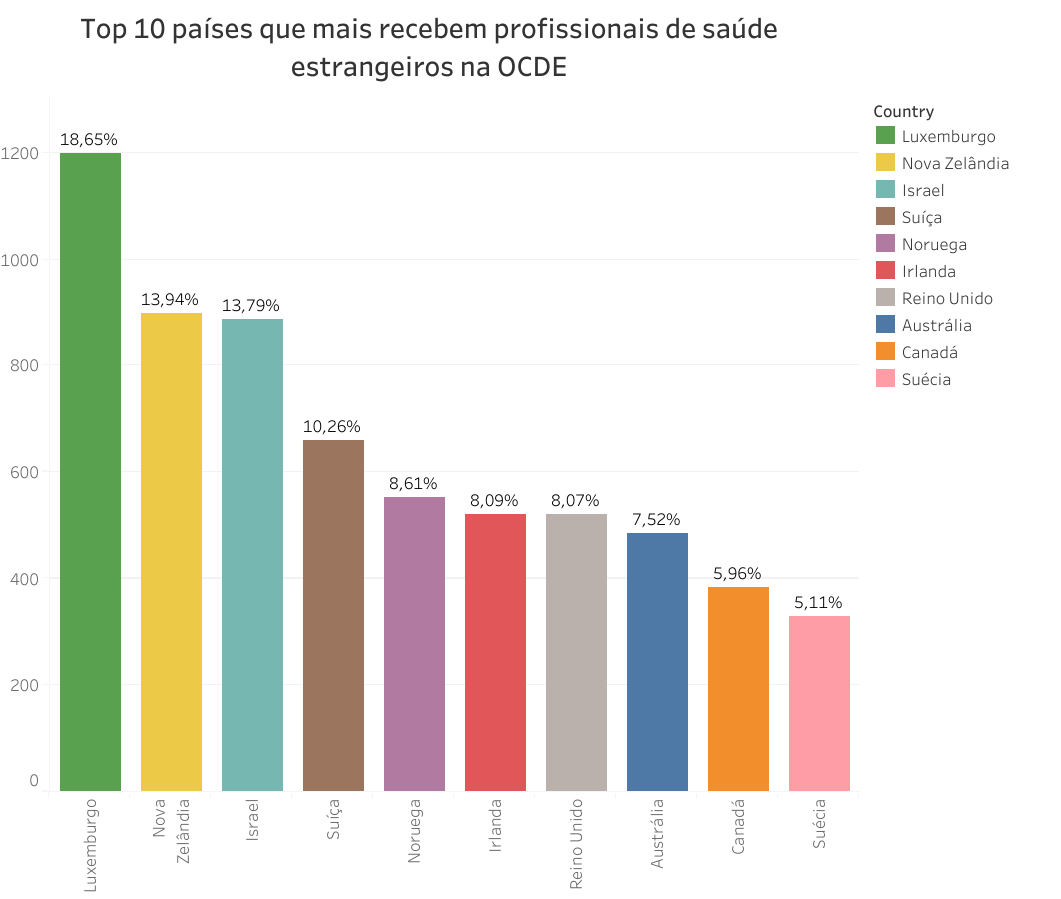 Top 10 países que mais recebem profissionais de saúde
estrangeiros na OCDE
Country
Luxemburgo
Nova Zelândia
Israel
Suíça
Noruega
Irlanda
Reino Unido
Austrália
Canadá
Suécia
1200
1000
800
600
400
200
0
18,65%
13,94%
13,79%
10,26%
8,61%
8,09%
8,07%
7,52%
5,96%
5,11%
Luxemburgo
Nova
Zelândia
Israel
Suíça
Noruega
Irlanda
Reino Unido
Austrália
Canadá
Suécia